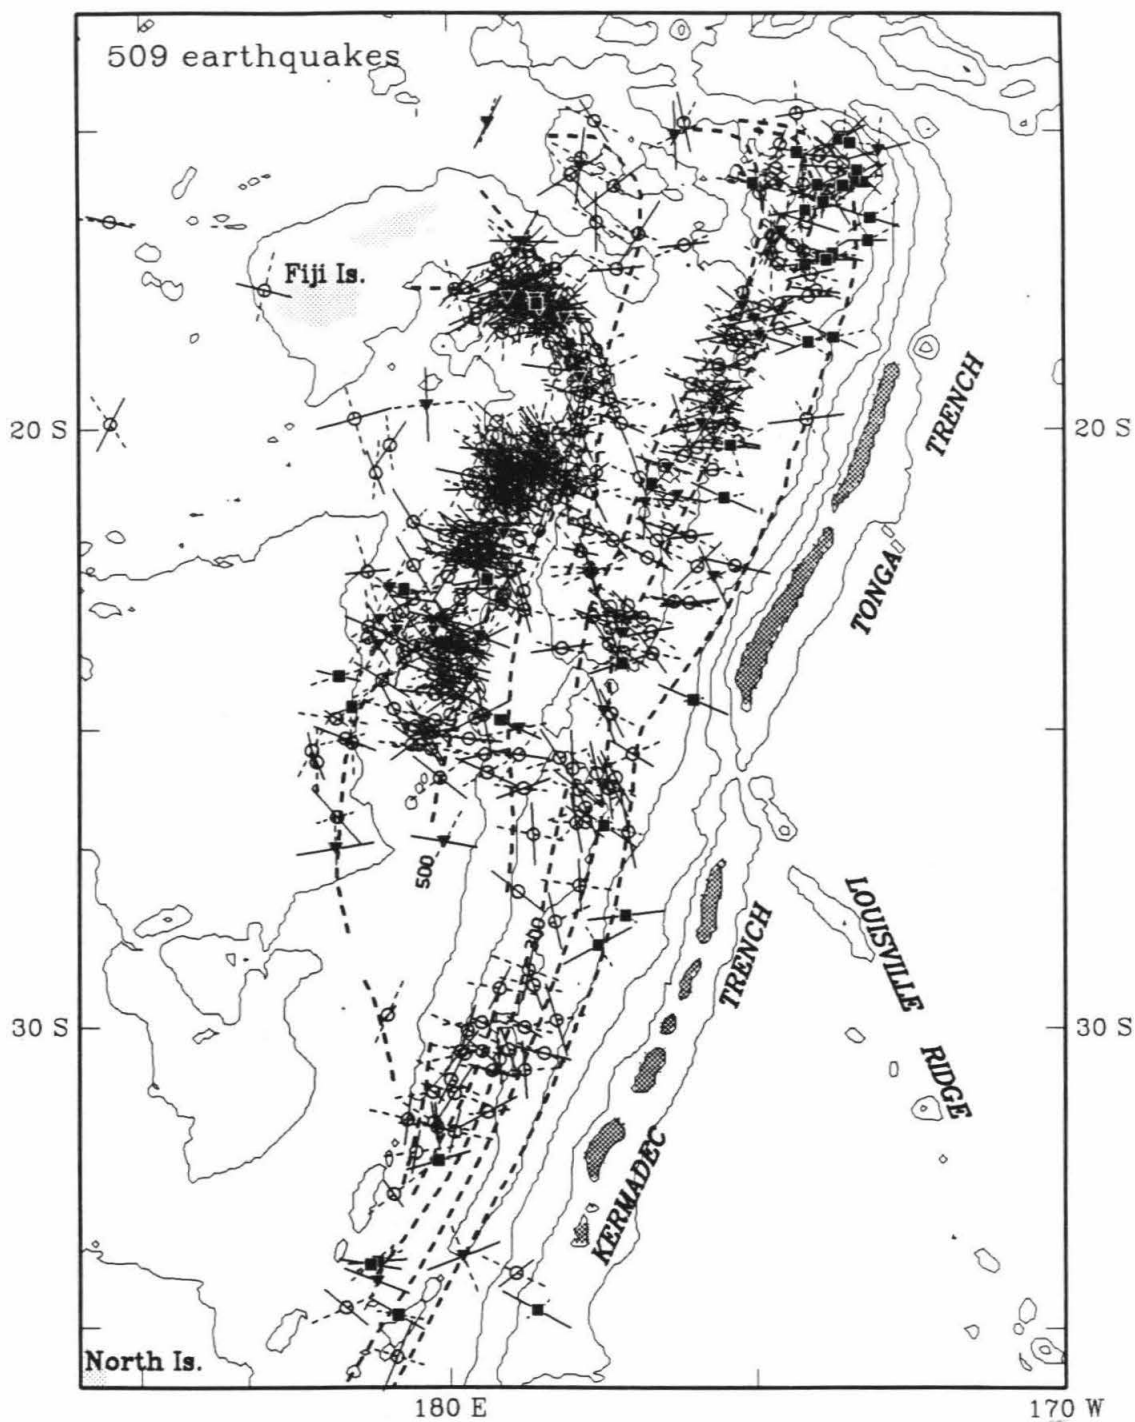 509 earthquakes
Fiji Is.
TRENCH
20 S
20 S
TONGA
500
LOUISVILLE
300
TRENCH
30 S
30 S
RIDGE
KERMADEC
North Is.
180 E
170 W